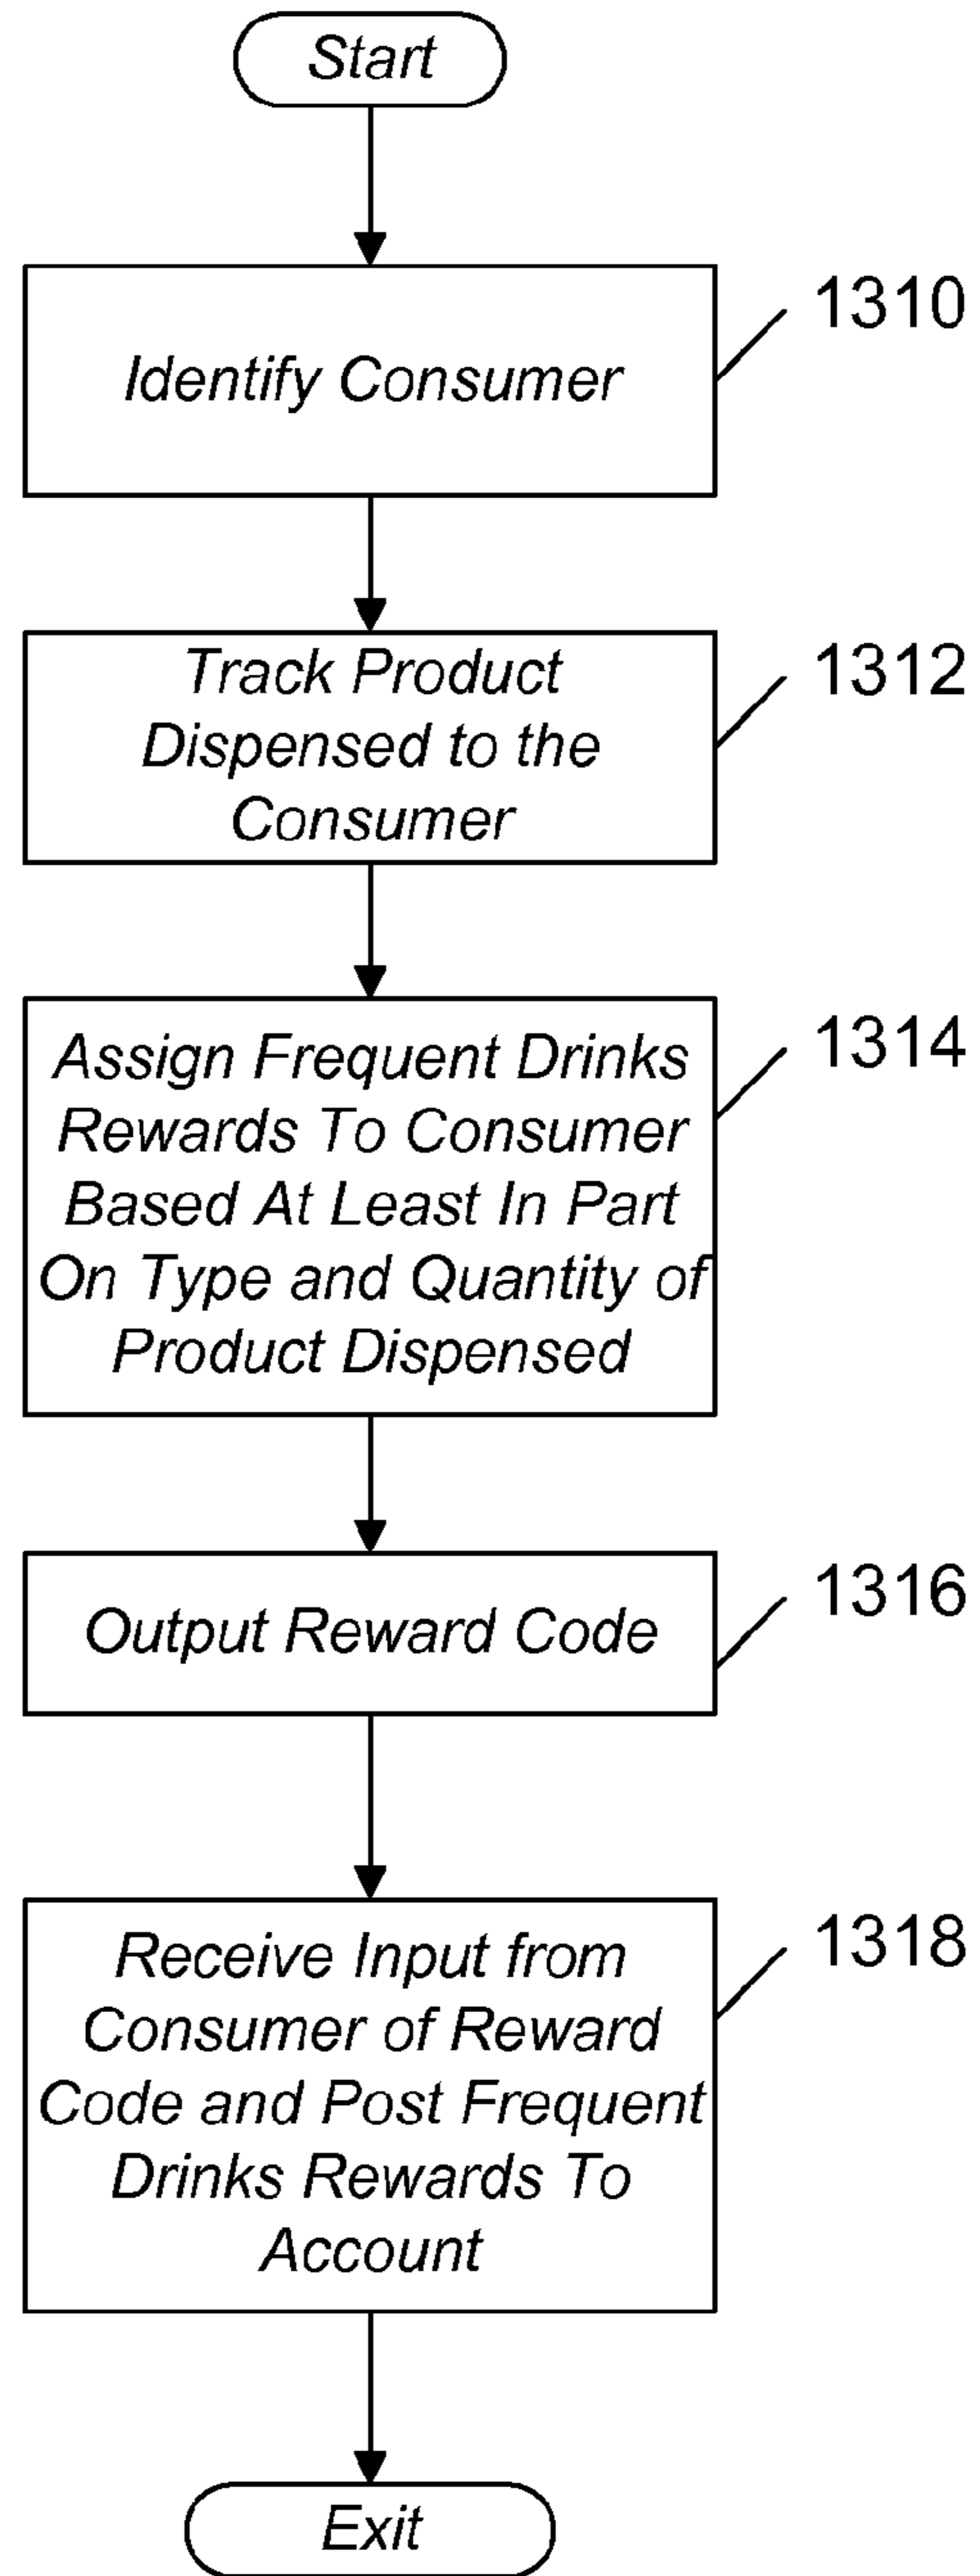 Start
Identify Consumer
1310
Track Product
Dispensed to the
Consumer
1312
Assign Frequent Drinks
Rewards To Consumer
Based At Least In Part
On Type and Quantity of
Product Dispensed
1314
Output Reward Code
1316
Receive Input from
Consumer of Reward
Code and Post Frequent
Drinks Rewards To
Account
1318
Exit